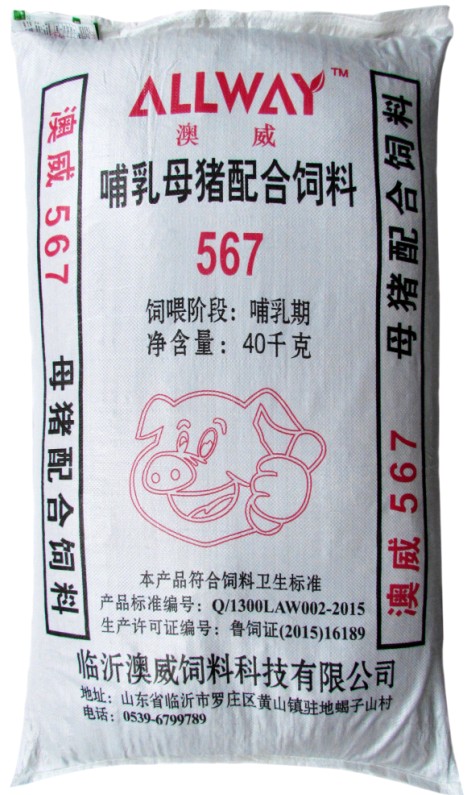 ALLWAY™
澳威
哺乳母猪配合饲料
567
饲喂阶段：哺乳期
净含量：40千克
澳威 567 母猪配合饲料
母猪配合饲料
澳威 567
本产品符合饲料卫生标准
产品标准编号：Q/1300LAW002-2015
生产许可证编号：鲁饲证(2015)16189
临沂澳威饲料科技有限公司
地址：山东省临沂市罗庄区黄山镇驻地蝎子山村
电话：0539-6799789